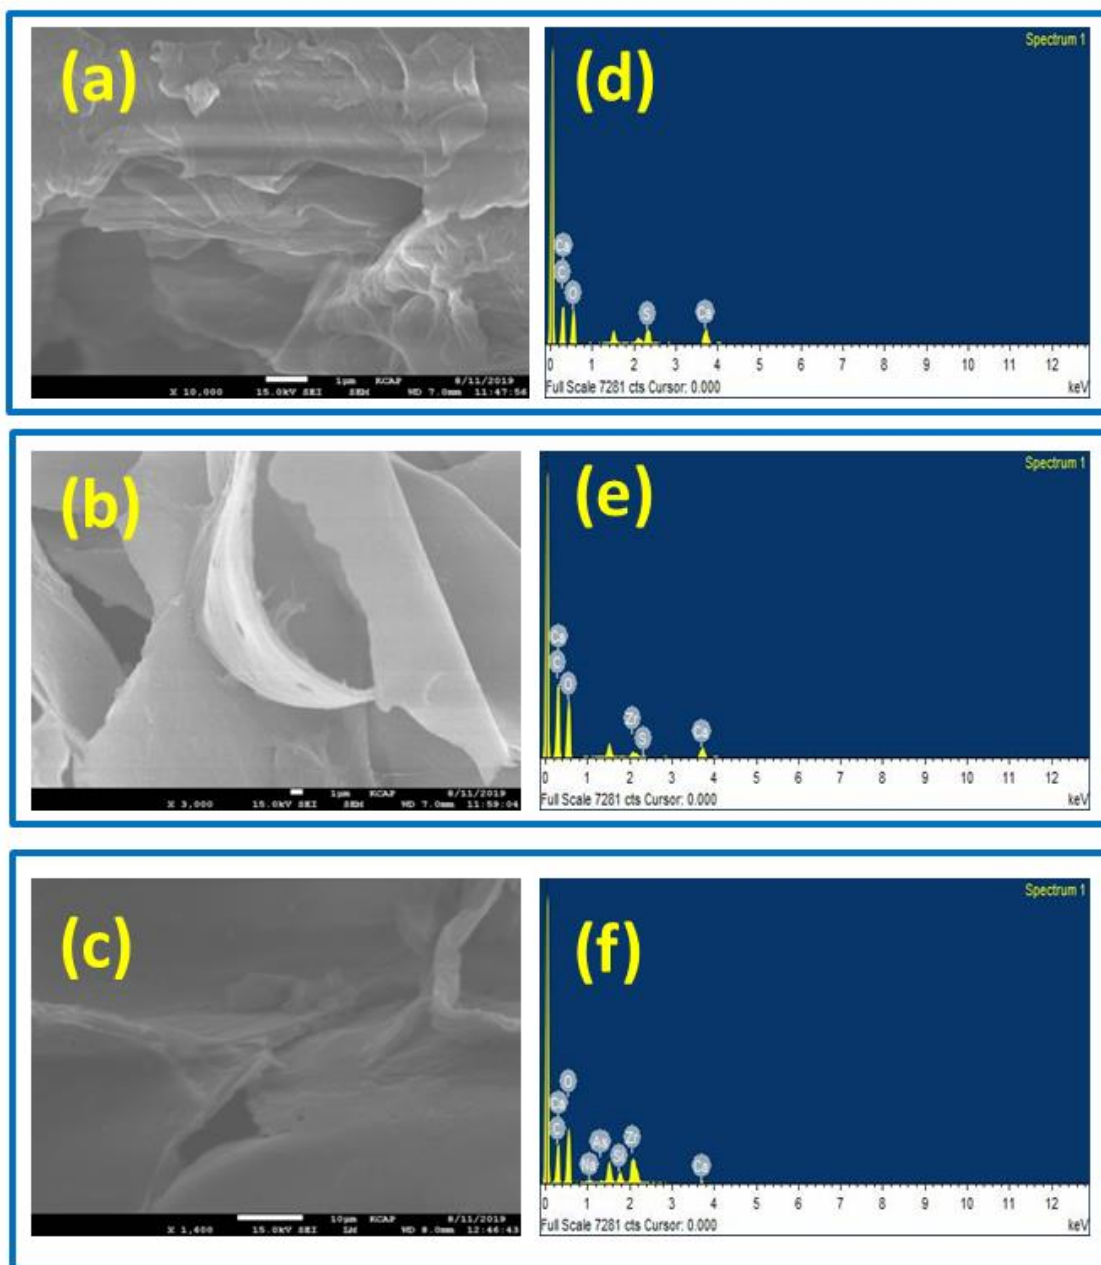 (a)
1µm KCAP 8/11/2019
X 10,000 15.0kV SEI SEM WD 7.0mm 11:47:56
(d)
Spectrum 1
Ca
C
O
S
Ca
0 1 2 3 4 5 6 7 8 9 10 11 12
Full Scale 7281 cts Cursor: 0.000
keV
(b)
1µm KCAP 8/11/2019
X 3,000 15.0kV SEI SEM WD 7.0mm 11:59:04
(e)
Spectrum 1
Ca
C
O
Zr
S
Ca
0 1 2 3 4 5 6 7 8 9 10 11 12
Full Scale 7281 cts Cursor: 0.000
keV
(c)
10µm KCAP 8/11/2019
15.0kV LM WD 8.0mm 12:46:43
(f)
Spectrum 1
O
Ca
C
Na
As
Si
Zr
Ca
0 1 2 3 4 5 6 7 8 9 10 11 12
Full Scale 7281 cts Cursor: 0.000
keV